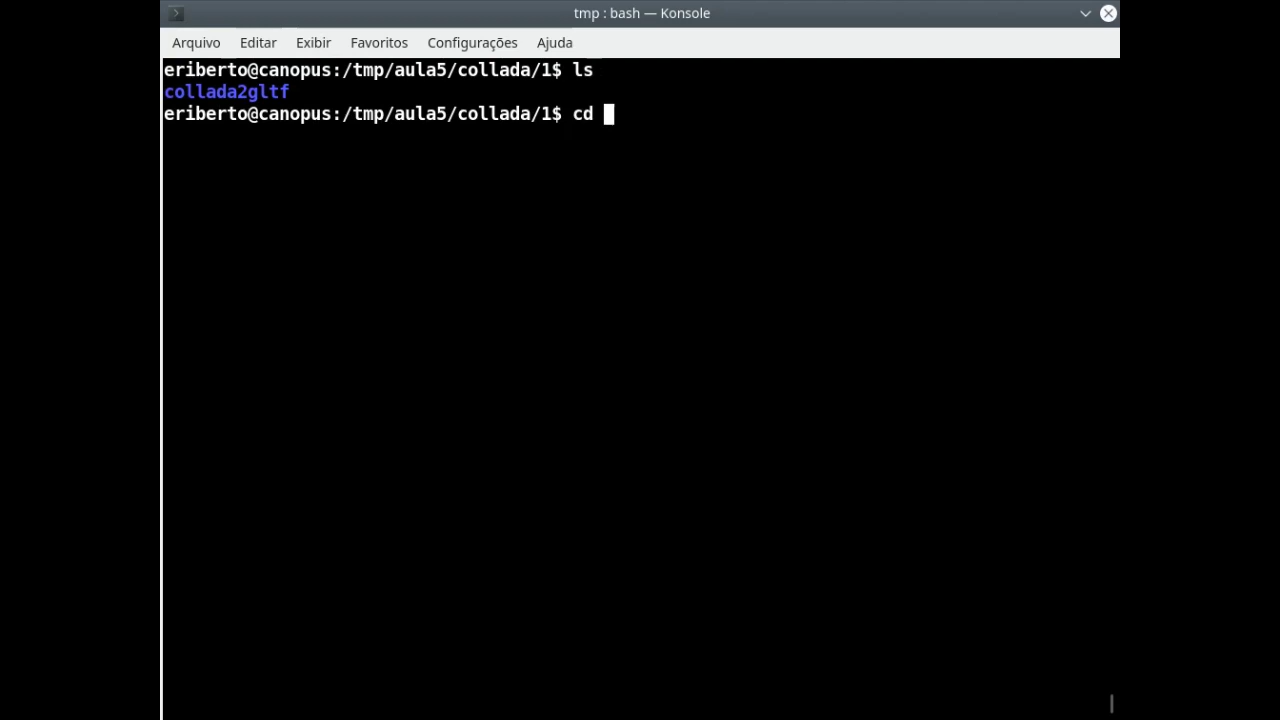 tmp : bash — Konsole
Arquivo Editar Exibir Favoritos Configurações Ajuda
eriberto@canopus:/tmp/aula5/collada/1$ ls
collada2gltf
eriberto@canopus:/tmp/aula5/collada/1$ cd